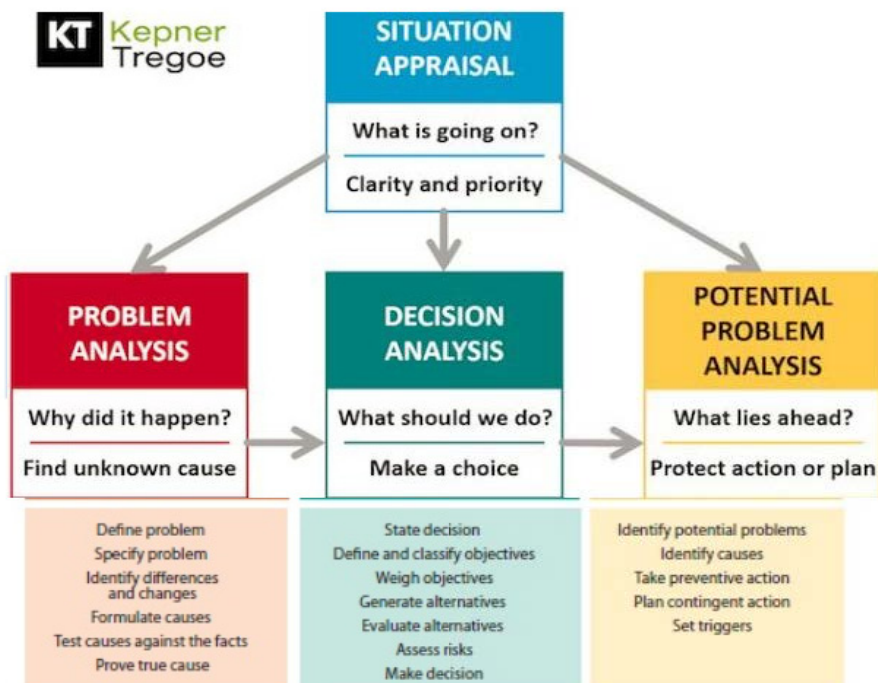 KT Kepner
Tregoe
SITUATION
APPRAISAL
What is going on?
Clarity and priority
PROBLEM
ANALYSIS
Why did it happen?
Find unknown cause
DECISION
ANALYSIS
What should we do?
Make a choice
POTENTIAL
PROBLEM
ANALYSIS
What lies ahead?
Protect action or plan
Define problem
Specify problem
Identify differences
and changes
Formulate causes
Test causes against the facts
Prove true cause
State decision
Define and classify objectives
Weigh objectives
Generate alternatives
Evaluate alternatives
Assess risks
Make decision
Identify potential problems
Identify causes
Take preventive action
Plan contingent action
Set triggers